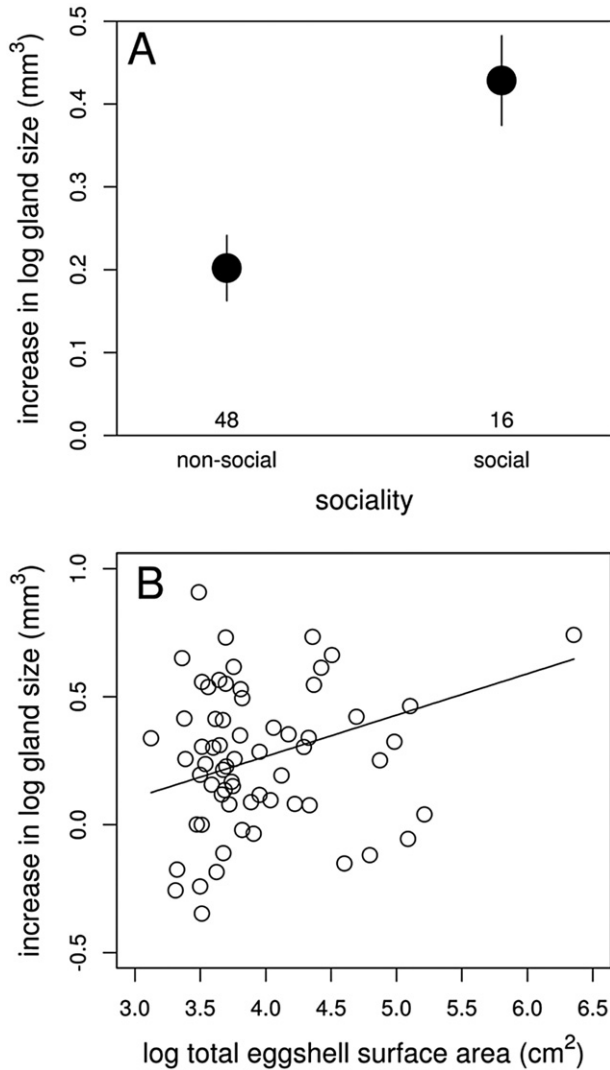 A
increase in log gland size (mm³)
0.5
0.4
0.3
0.2
0.1
0.0
48
16
non-social
social
sociality
B
increase in log gland size (mm³)
1.0
0.5
0.0
-0.5
3.0 3.5 4.0 4.5 5.0 5.5 6.0 6.5
log total eggshell surface area (cm²)